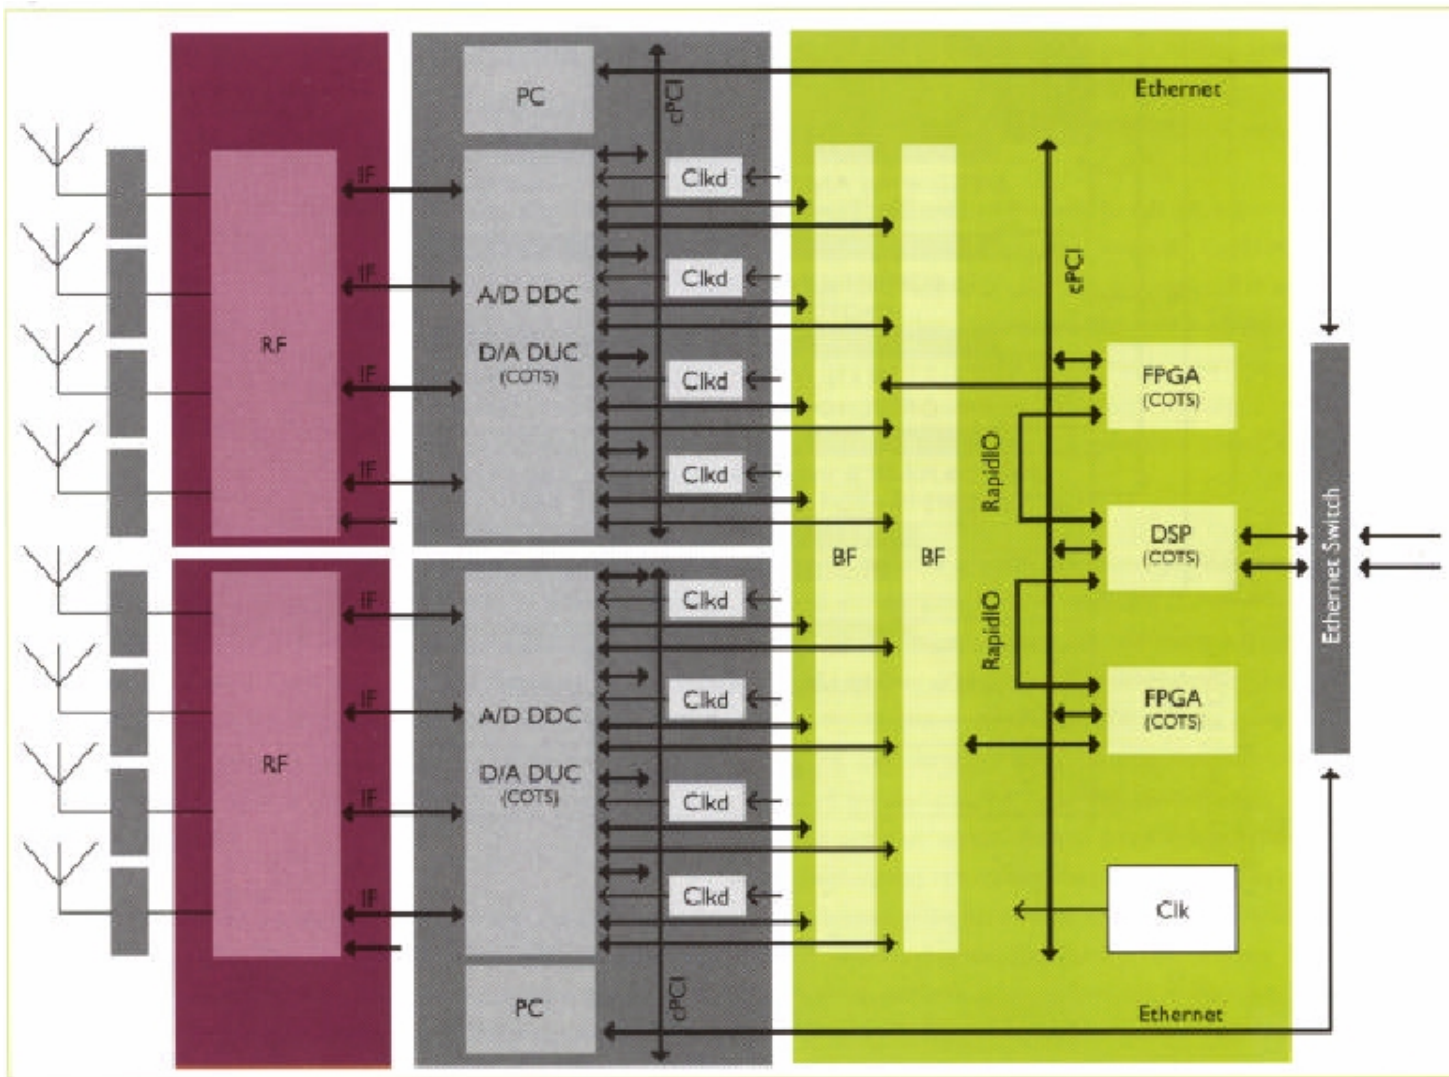 PC
cPCI
Ethernet
IF
Clkd
IF
A/D DDC
Clkd
cPCI
RF
D/A DUC
(COTS)
IF
Clkd
FPGA
(COTS)
IF
Clkd
RapidIO
BF
BF
DSP
(COTS)
Ethernet Switch
IF
Clkd
RapidIO
IF
A/D DDC
Clkd
FPGA
(COTS)
RF
D/A DUC
(COTS)
IF
Clkd
IF
Clkd
Clk
PC
cPCI
Ethernet